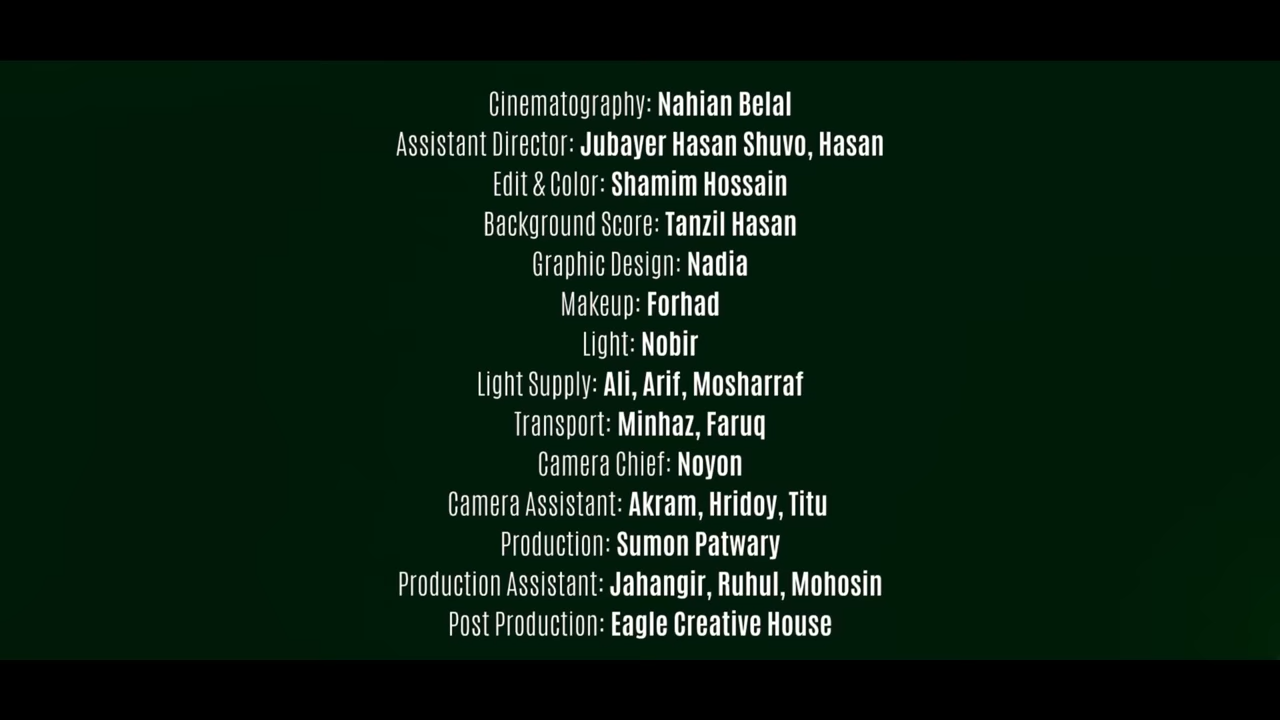 Cinematography: Nahian Belal
Assistant Director: Jubayer Hasan Shuvo, Hasan
Edit & Color: Shamim Hossain
Background Score: Tanzil Hasan
Graphic Design: Nadia
Makeup: Forhad
Light: Nobir
Light Supply: Ali, Arif, Mosharraf
Transport: Minhaz, Faruq
Camera Chief: Noyon
Camera Assistant: Akram, Hridoy, Titu
Production: Sumon Patwary
Production Assistant: Jahangir, Ruhul, Mohosin
Post Production: Eagle Creative House